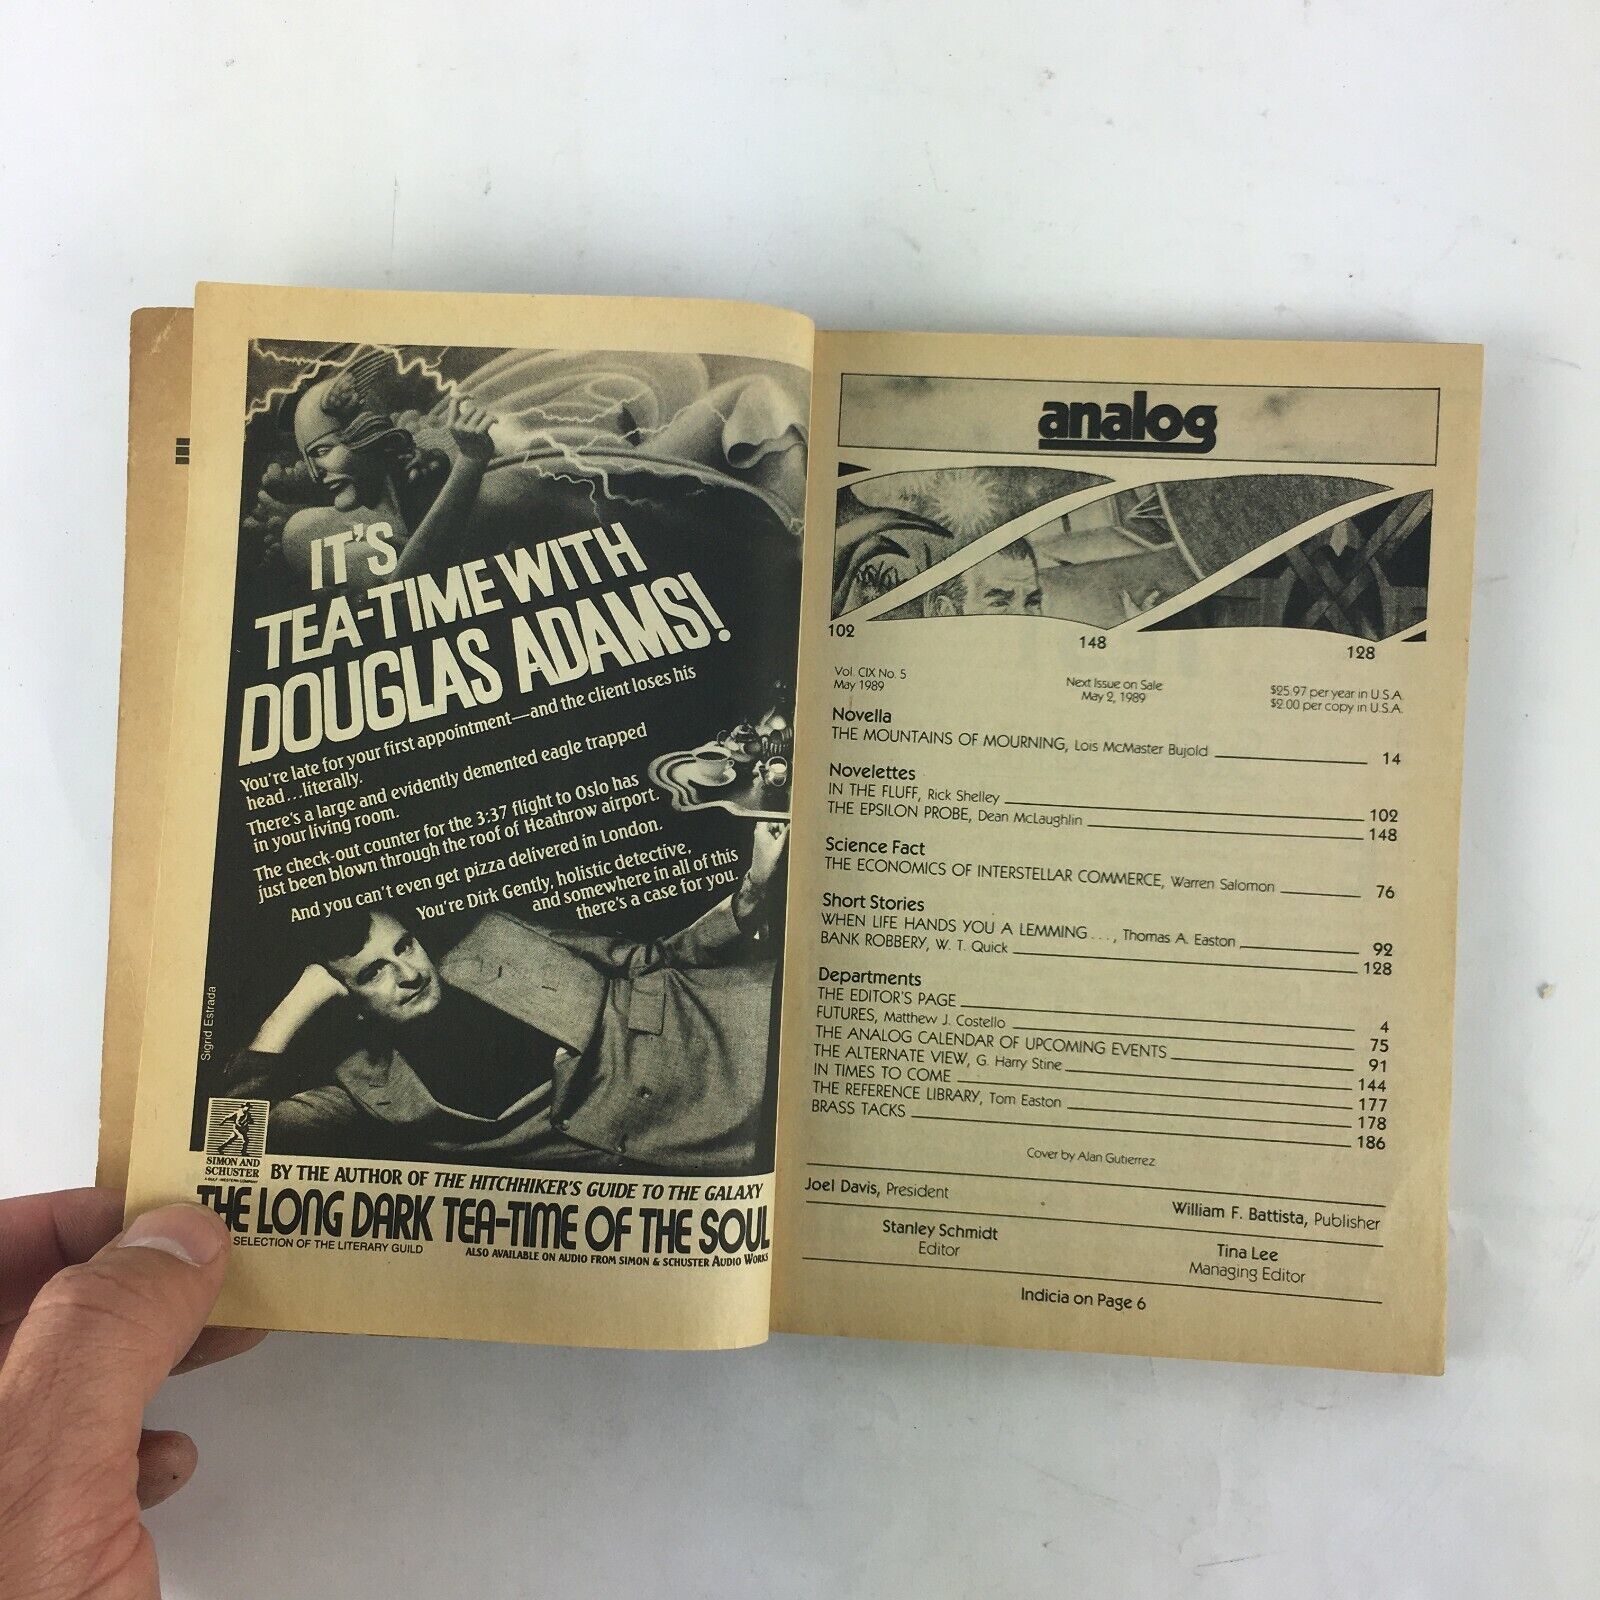 IT'S
TEA-TIME WITH
DOUGLAS ADAMS!
You're late for your first appointment—and the client loses his
head...literally.
There's a large and evidently demented eagle trapped
in your living room.
The check-out counter for the 3:37 flight to Oslo has
just been blown through the roof of Heathrow airport.
And you can't even get pizza delivered in London.
You're Dirk Gently, holistic detective,
and somewhere in all of this
there's a case for you.
Sigrid Estrada
SIMON AND
SCHUSTER
A GULF+WESTERN COMPANY
BY THE AUTHOR OF THE HITCHHIKER'S GUIDE TO THE GALAXY
THE LONG DARK TEA-TIME OF THE SOUL
SELECTION OF THE LITERARY GUILD
ALSO AVAILABLE ON AUDIO FROM SIMON & SCHUSTER AUDIO WORKS
analog
102
148
128
Vol. CIX No. 5
May 1989
Next Issue on Sale
May 2, 1989
$25.97 per year in U.S.A.
$2.00 per copy in U.S.A.
Novella
THE MOUNTAINS OF MOURNING, Lois McMaster Bujold 14
Novelettes
IN THE FLUFF, Rick Shelley 102
THE EPSILON PROBE, Dean McLaughlin 148
Science Fact
THE ECONOMICS OF INTERSTELLAR COMMERCE, Warren Salomon 76
Short Stories
WHEN LIFE HANDS YOU A LEMMING . . . , Thomas A. Easton 92
BANK ROBBERY, W. T. Quick 128
Departments
THE EDITOR'S PAGE 4
FUTURES, Matthew J. Costello 75
THE ANALOG CALENDAR OF UPCOMING EVENTS 91
THE ALTERNATE VIEW, G. Harry Stine 144
IN TIMES TO COME 177
THE REFERENCE LIBRARY, Tom Easton 178
BRASS TACKS 186
Cover by Alan Gutierrez
Joel Davis, President
William F. Battista, Publisher
Stanley Schmidt
Editor
Tina Lee
Managing Editor
Indicia on Page 6